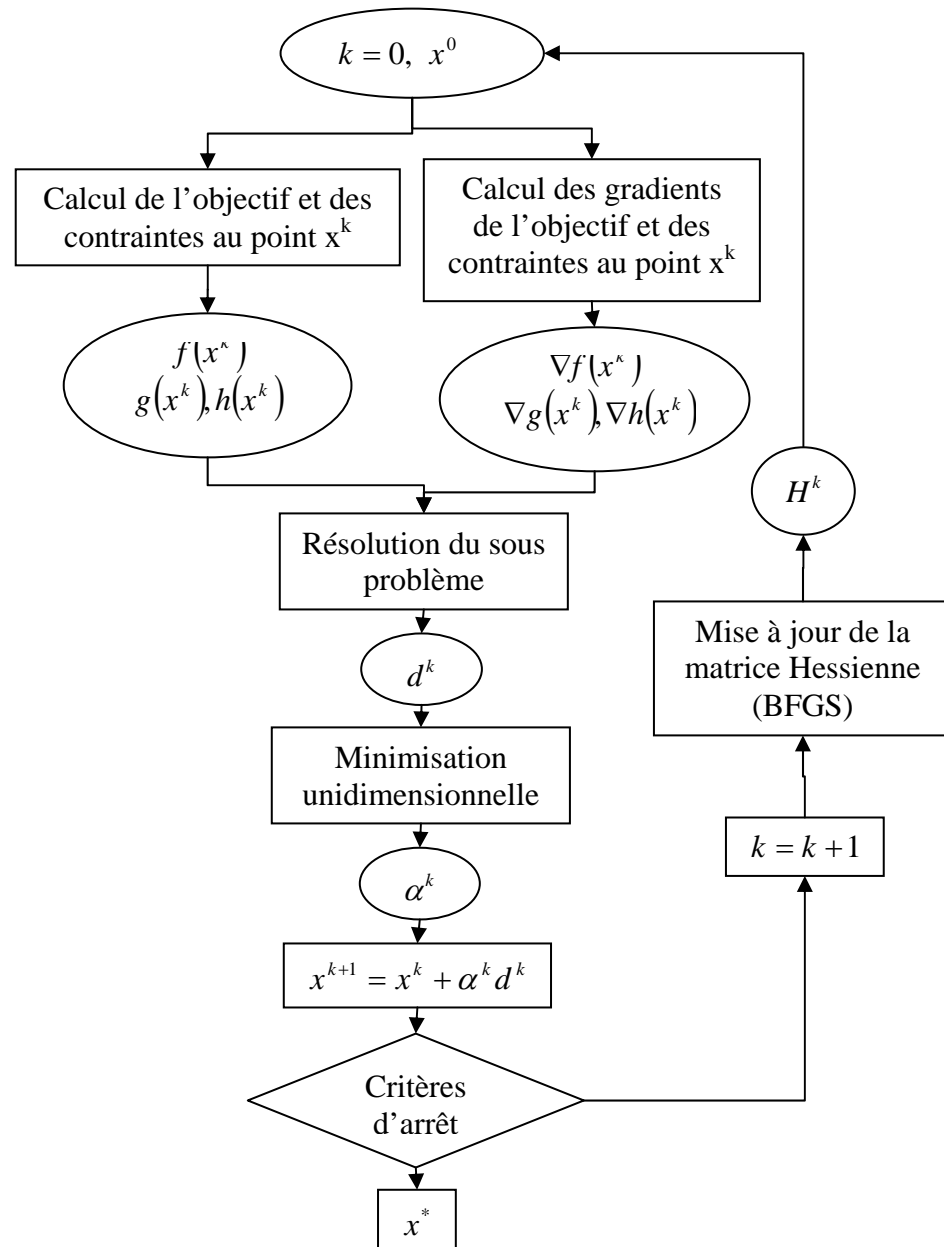 k = 0, x^0
Calcul de l'objectif et des
contraintes au point x^k
Calcul des gradients
de l'objectif et des
contraintes au point x^k
f(x^k)
g(x^k), h(x^k)
∇f(x^k)
∇g(x^k), ∇h(x^k)
H^k
Résolution du sous
problème
d^k
Mise à jour de la
matrice Hessienne
(BFGS)
Minimisation
unidimensionnelle
k = k + 1
α^k
x^{k+1} = x^k + α^k d^k
Critères
d'arrêt
x^*